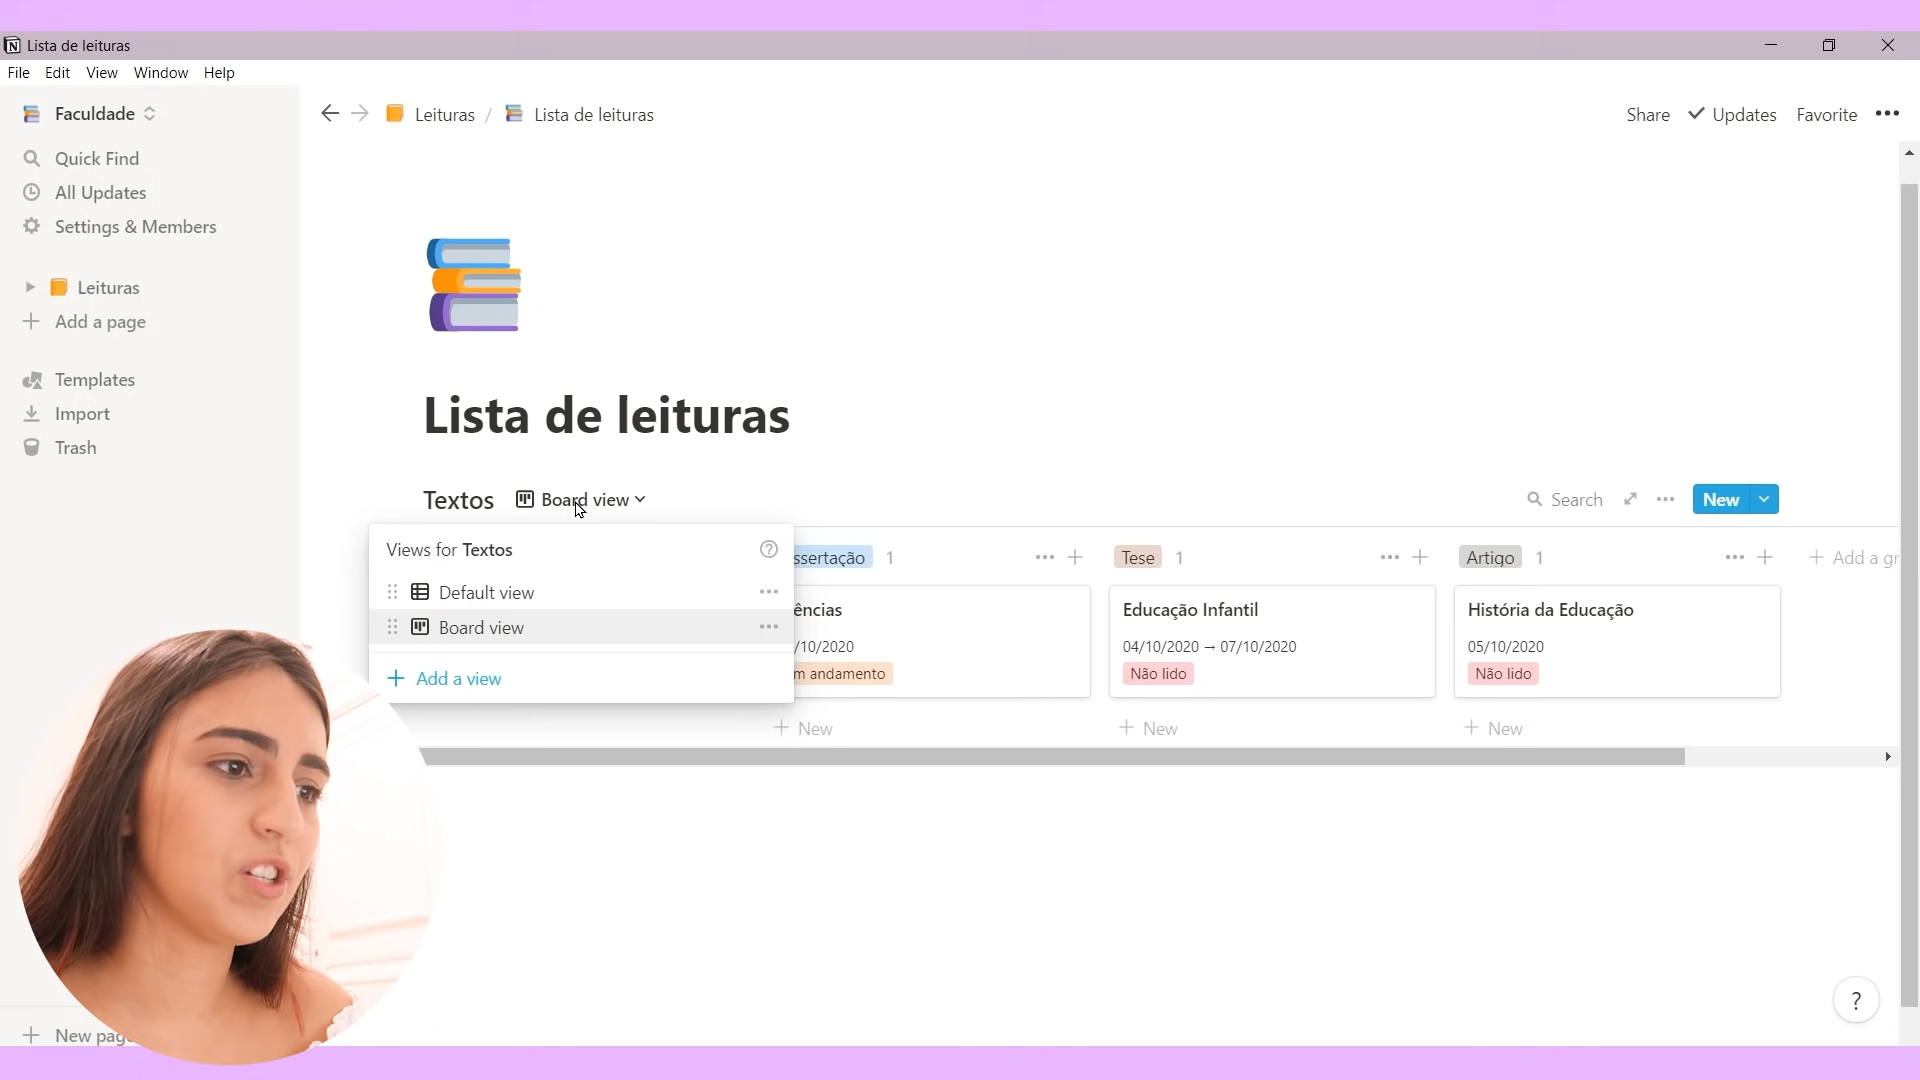 Lista de leituras
File Edit View Window Help
Faculdade
Leituras / Lista de leituras
Share Updates Favorite
Quick Find
All Updates
Settings & Members
Leituras
Add a page
Templates
Import
Trash
Lista de leituras
Textos Board view
Search New
Views for Textos
Default view
Board view
Add a view
ssertação 1
Tese 1
Artigo 1
Add a gr
ências
/10/2020
m andamento
New
Educação Infantil
04/10/2020 → 07/10/2020
Não lido
New
História da Educação
05/10/2020
Não lido
New
New pag
?